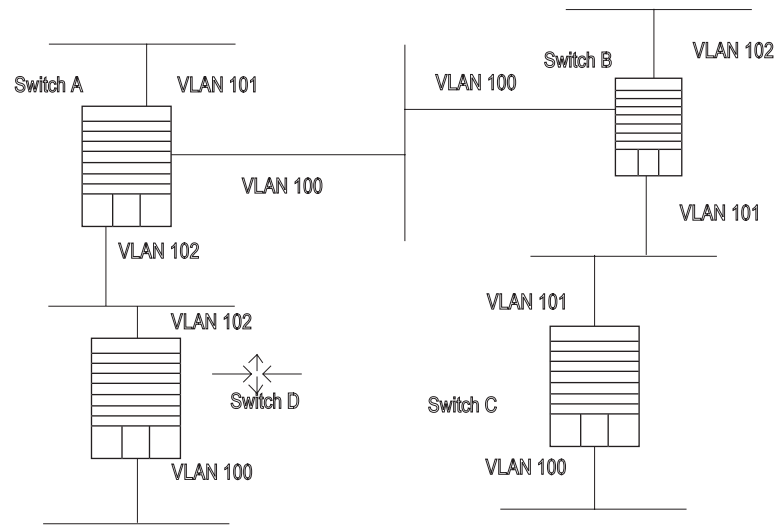 VLAN 102
Switch B
Switch A
VLAN 101
VLAN 100
VLAN 100
VLAN 101
VLAN 102
VLAN 101
VLAN 102
Switch D
Switch C
VLAN 100
VLAN 100